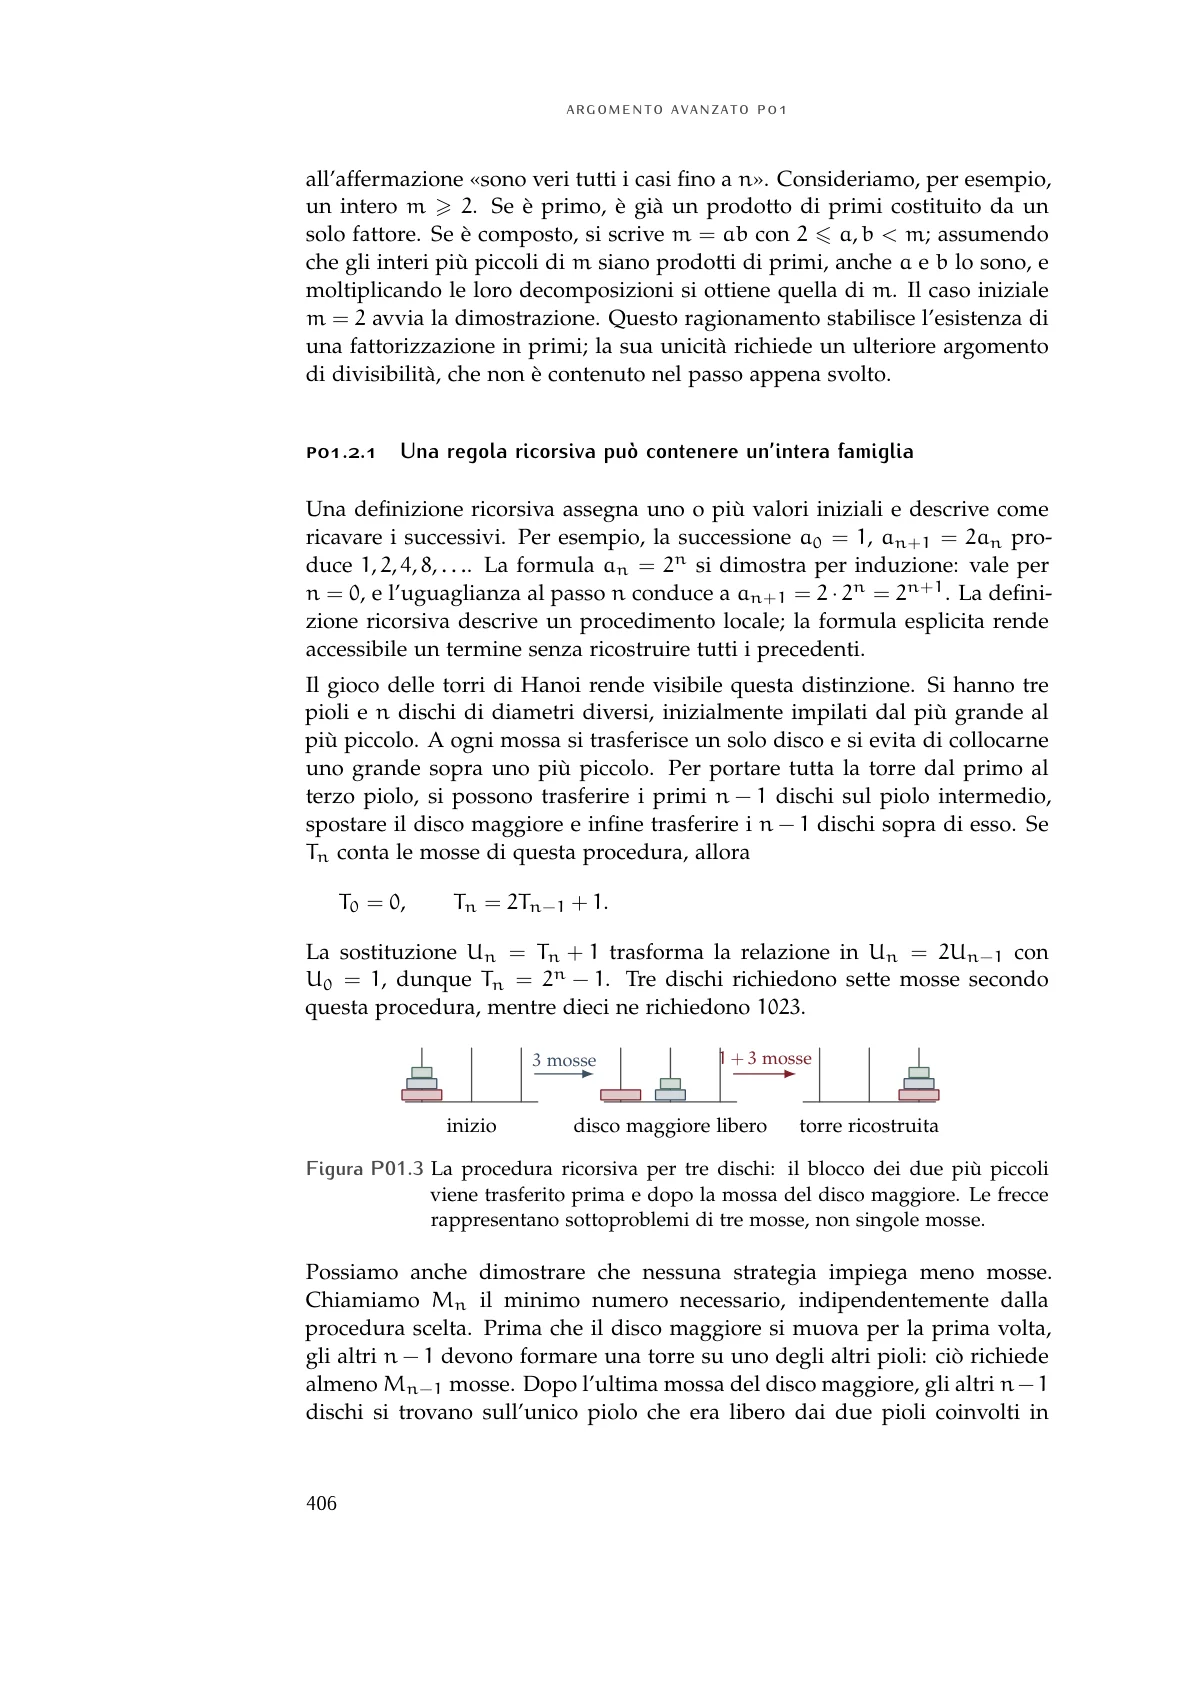 ARGOMENTO AVANZATO P01
all'affermazione «sono veri tutti i casi fino a n». Consideriamo, per esempio,
un intero m ⩾ 2. Se è primo, è già un prodotto di primi costituito da un
solo fattore. Se è composto, si scrive m = ab con 2 ⩽ a, b < m; assumendo
che gli interi più piccoli di m siano prodotti di primi, anche a e b lo sono, e
moltiplicando le loro decomposizioni si ottiene quella di m. Il caso iniziale
m = 2 avvia la dimostrazione. Questo ragionamento stabilisce l'esistenza di
una fattorizzazione in primi; la sua unicità richiede un ulteriore argomento
di divisibilità, che non è contenuto nel passo appena svolto.
P01.2.1 Una regola ricorsiva può contenere un'intera famiglia
Una definizione ricorsiva assegna uno o più valori iniziali e descrive come
ricavare i successivi. Per esempio, la successione a₀ = 1, aₙ₊₁ = 2aₙ pro-
duce 1, 2, 4, 8, .... La formula aₙ = 2ⁿ si dimostra per induzione: vale per
n = 0, e l'uguaglianza al passo n conduce a aₙ₊₁ = 2 · 2ⁿ = 2ⁿ⁺¹. La defini-
zione ricorsiva descrive un procedimento locale; la formula esplicita rende
accessibile un termine senza ricostruire tutti i precedenti.
Il gioco delle torri di Hanoi rende visibile questa distinzione. Si hanno tre
pioli e n dischi di diametri diversi, inizialmente impilati dal più grande al
più piccolo. A ogni mossa si trasferisce un solo disco e si evita di collocarne
uno grande sopra uno più piccolo. Per portare tutta la torre dal primo al
terzo piolo, si possono trasferire i primi n − 1 dischi sul piolo intermedio,
spostare il disco maggiore e infine trasferire i n − 1 dischi sopra di esso. Se
Tₙ conta le mosse di questa procedura, allora
T₀ = 0, Tₙ = 2Tₙ₋₁ + 1.
La sostituzione Uₙ = Tₙ + 1 trasforma la relazione in Uₙ = 2Uₙ₋₁ con
U₀ = 1, dunque Tₙ = 2ⁿ − 1. Tre dischi richiedono sette mosse secondo
questa procedura, mentre dieci ne richiedono 1023.
3 mosse 1 + 3 mosse
inizio disco maggiore libero torre ricostruita
Figura P01.3 La procedura ricorsiva per tre dischi: il blocco dei due più piccoli
viene trasferito prima e dopo la mossa del disco maggiore. Le frecce
rappresentano sottoproblemi di tre mosse, non singole mosse.
Possiamo anche dimostrare che nessuna strategia impiega meno mosse.
Chiamiamo Mₙ il minimo numero necessario, indipendentemente dalla
procedura scelta. Prima che il disco maggiore si muova per la prima volta,
gli altri n − 1 devono formare una torre su uno degli altri pioli: ciò richiede
almeno Mₙ₋₁ mosse. Dopo l'ultima mossa del disco maggiore, gli altri n − 1
dischi si trovano sull'unico piolo che era libero dai due pioli coinvolti in
406